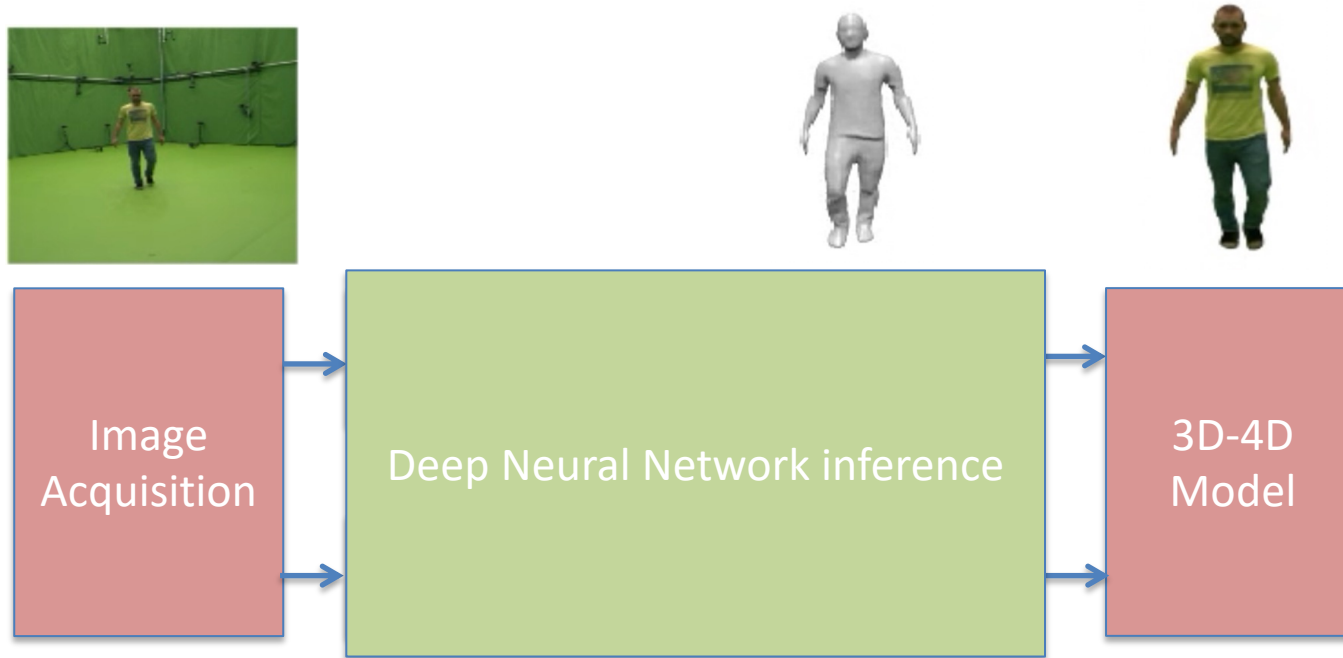 Image
Acquisition
Deep Neural Network inference
3D-4D
Model